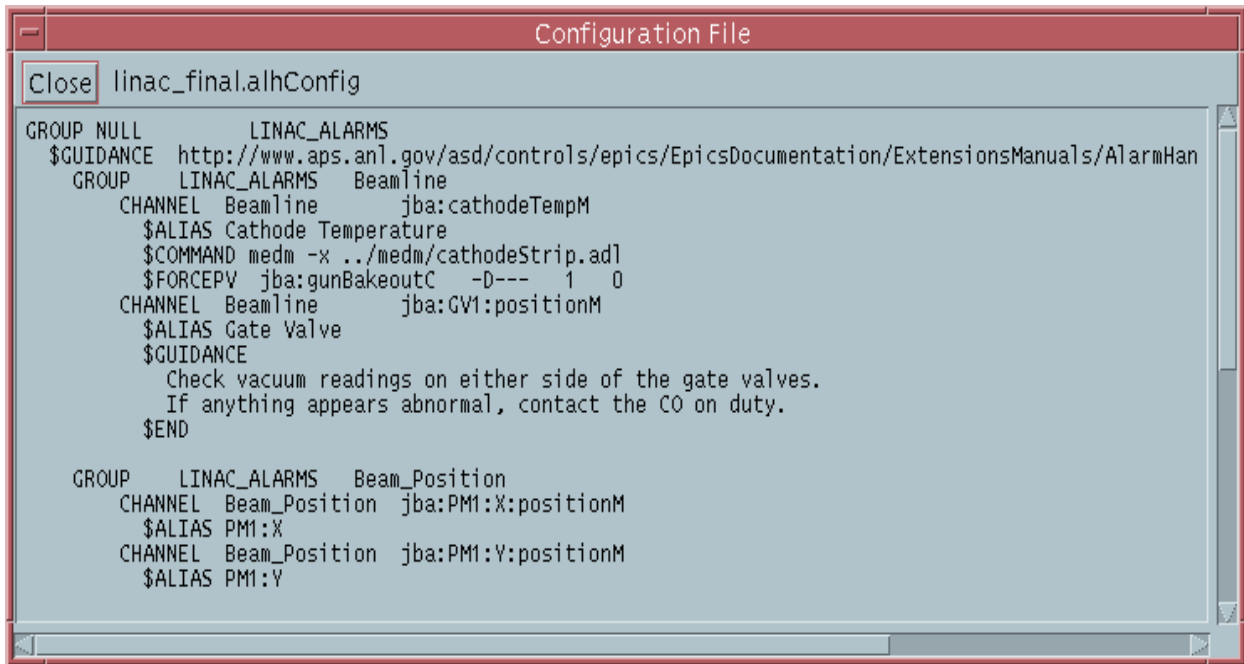 Configuration File
Close linac_final.alhConfig
GROUP NULL LINAC_ALARMS
$GUIDANCE http://www.aps.anl.gov/asd/controls/epics/EpicsDocumentation/ExtensionsManuals/AlarmHan
GROUP LINAC_ALARMS Beamline
CHANNEL Beamline jba:cathodeTempM
$ALIAS Cathode Temperature
$COMMAND medm -x ../medm/cathodeStrip.adl
$FORCEPV jba:gunBakeoutC -D--- 1 0
CHANNEL Beamline jba:GV1:positionM
$ALIAS Gate Valve
$GUIDANCE
Check vacuum readings on either side of the gate valves.
If anything appears abnormal, contact the CO on duty.
$END
GROUP LINAC_ALARMS Beam_Position
CHANNEL Beam_Position jba:PM1:X:positionM
$ALIAS PM1:X
CHANNEL Beam_Position jba:PM1:Y:positionM
$ALIAS PM1:Y